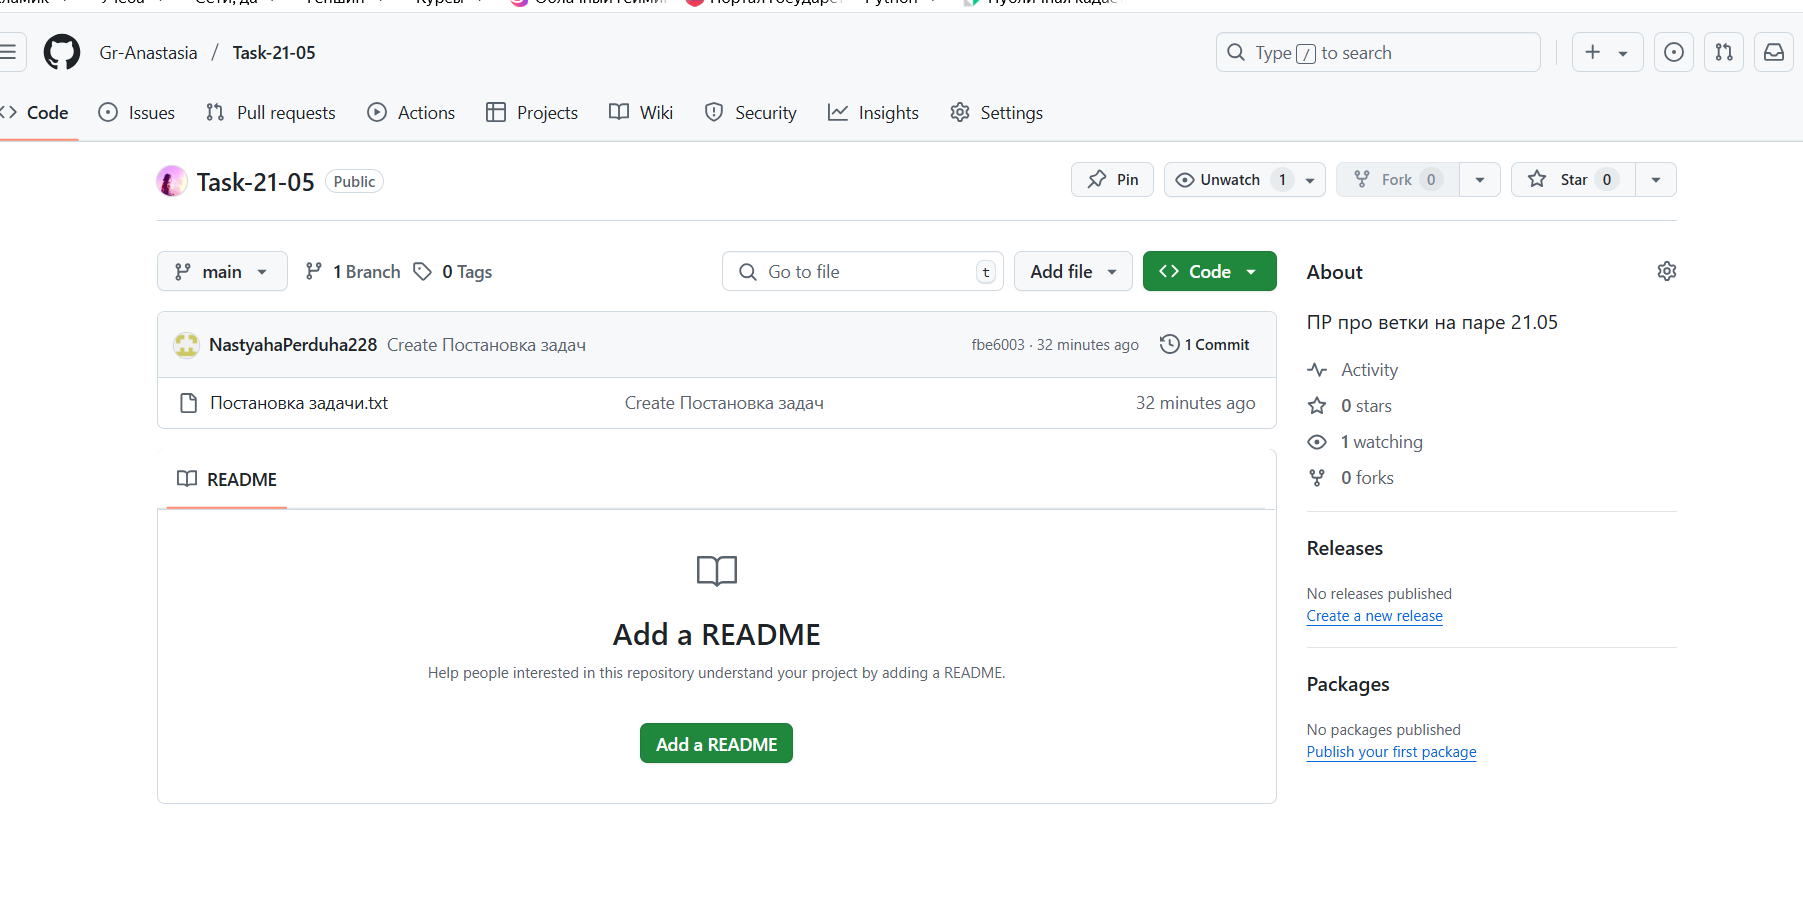 Gr-Anastasia / Task-21-05
Type / to search
Code Issues Pull requests Actions Projects Wiki Security Insights Settings
Task-21-05 Public
Pin Unwatch 1 Fork 0 Star 0
main 1 Branch 0 Tags
Go to file t Add file Code
NastyahaPerduha228 Create Постановка задач fbe6003 · 32 minutes ago 1 Commit
Постановка задачи.txt Create Постановка задач 32 minutes ago
README
Add a README
Help people interested in this repository understand your project by adding a README.
Add a README
About
ПР про ветки на паре 21.05
Activity
0 stars
1 watching
0 forks
Releases
No releases published
Create a new release
Packages
No packages published
Publish your first package